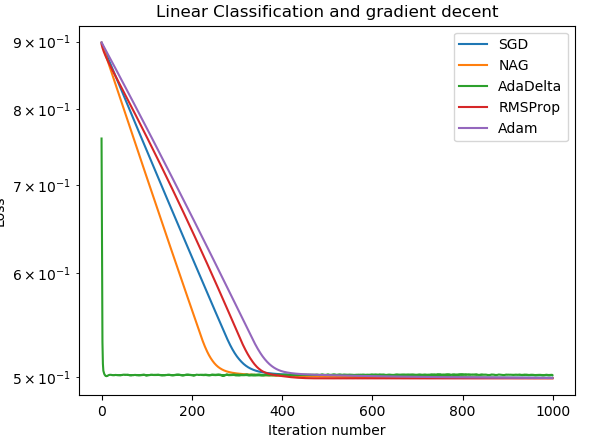 Linear Classification and gradient decent
9 × 10⁻¹
8 × 10⁻¹
7 × 10⁻¹
6 × 10⁻¹
5 × 10⁻¹
Loss
SGD
NAG
AdaDelta
RMSProp
Adam
0 200 400 600 800 1000
Iteration number